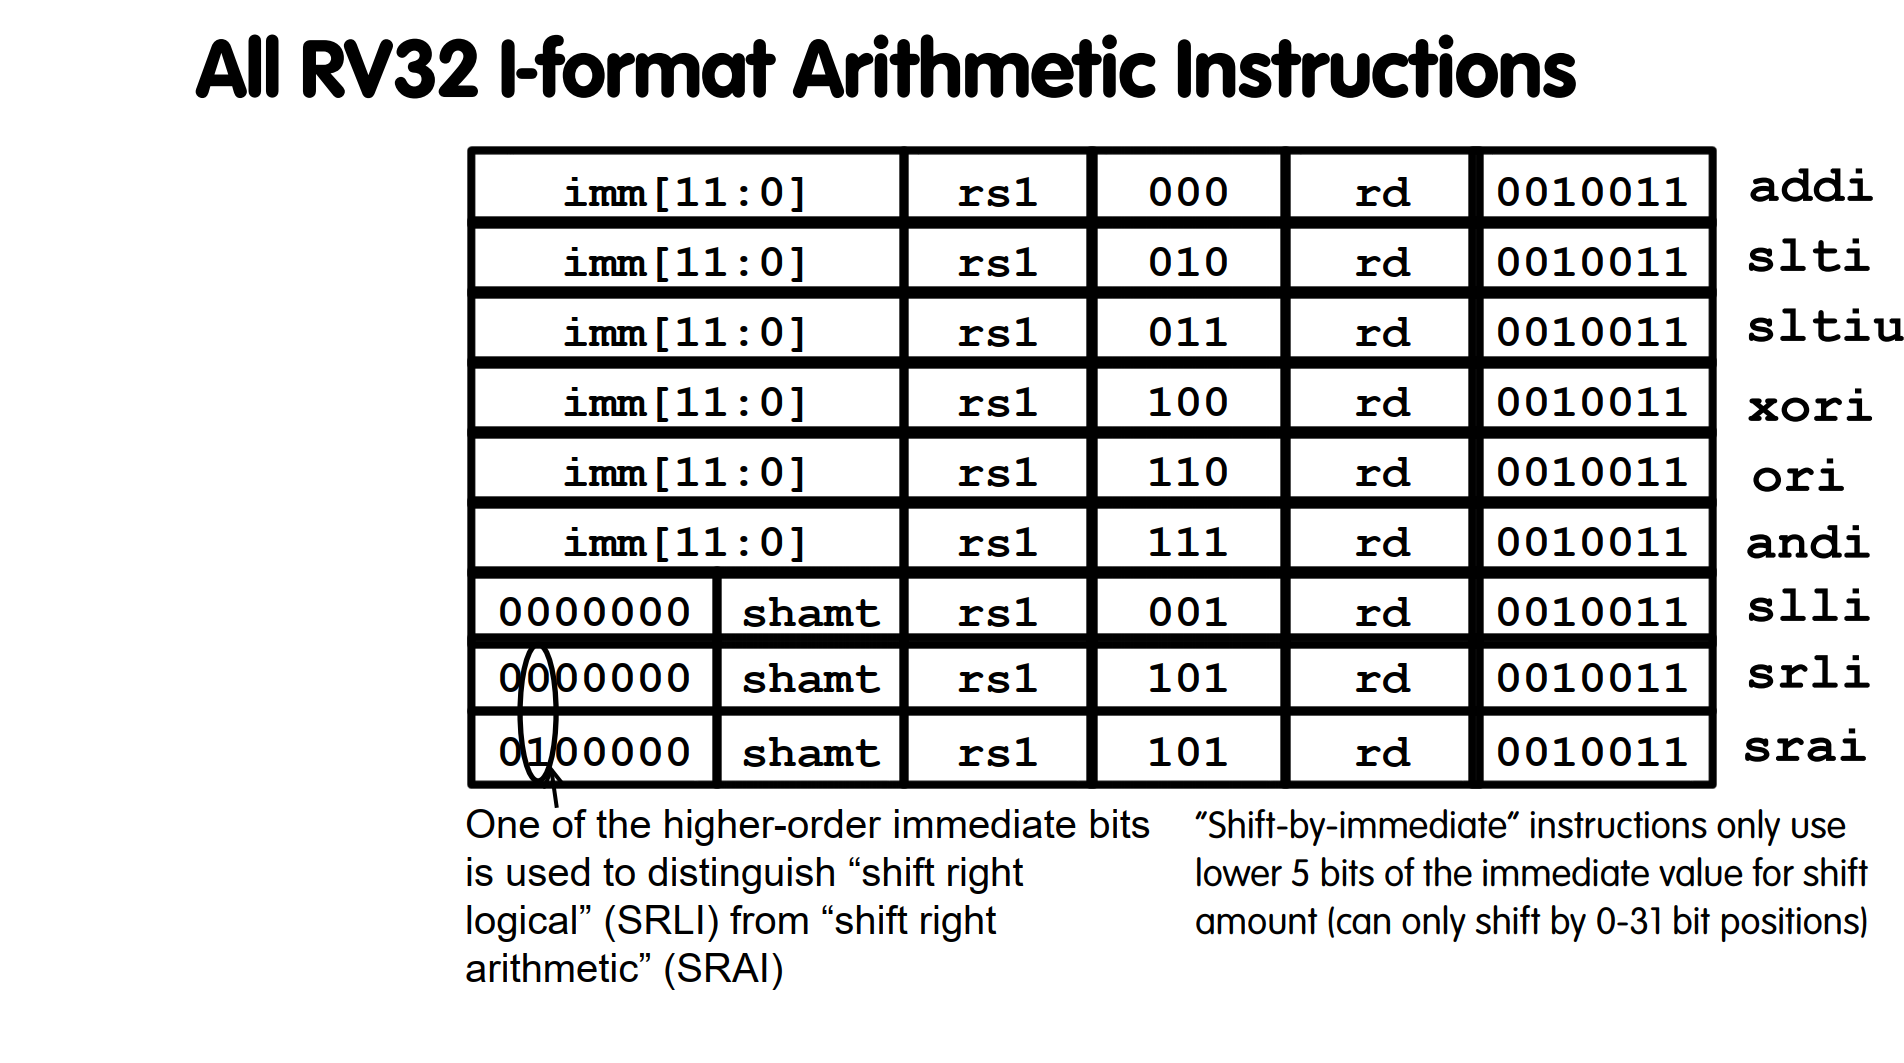 All RV32 I-format Arithmetic Instructions
imm[11:0] rs1 000 rd 0010011 addi
imm[11:0] rs1 010 rd 0010011 slti
imm[11:0] rs1 011 rd 0010011 sltiu
imm[11:0] rs1 100 rd 0010011 xori
imm[11:0] rs1 110 rd 0010011 ori
imm[11:0] rs1 111 rd 0010011 andi
0000000 shamt rs1 001 rd 0010011 slli
0000000 shamt rs1 101 rd 0010011 srli
0100000 shamt rs1 101 rd 0010011 srai
One of the higher-order immediate bits
is used to distinguish “shift right
logical” (SRLI) from “shift right
arithmetic” (SRAI)
“Shift-by-immediate” instructions only use
lower 5 bits of the immediate value for shift
amount (can only shift by 0-31 bit positions)